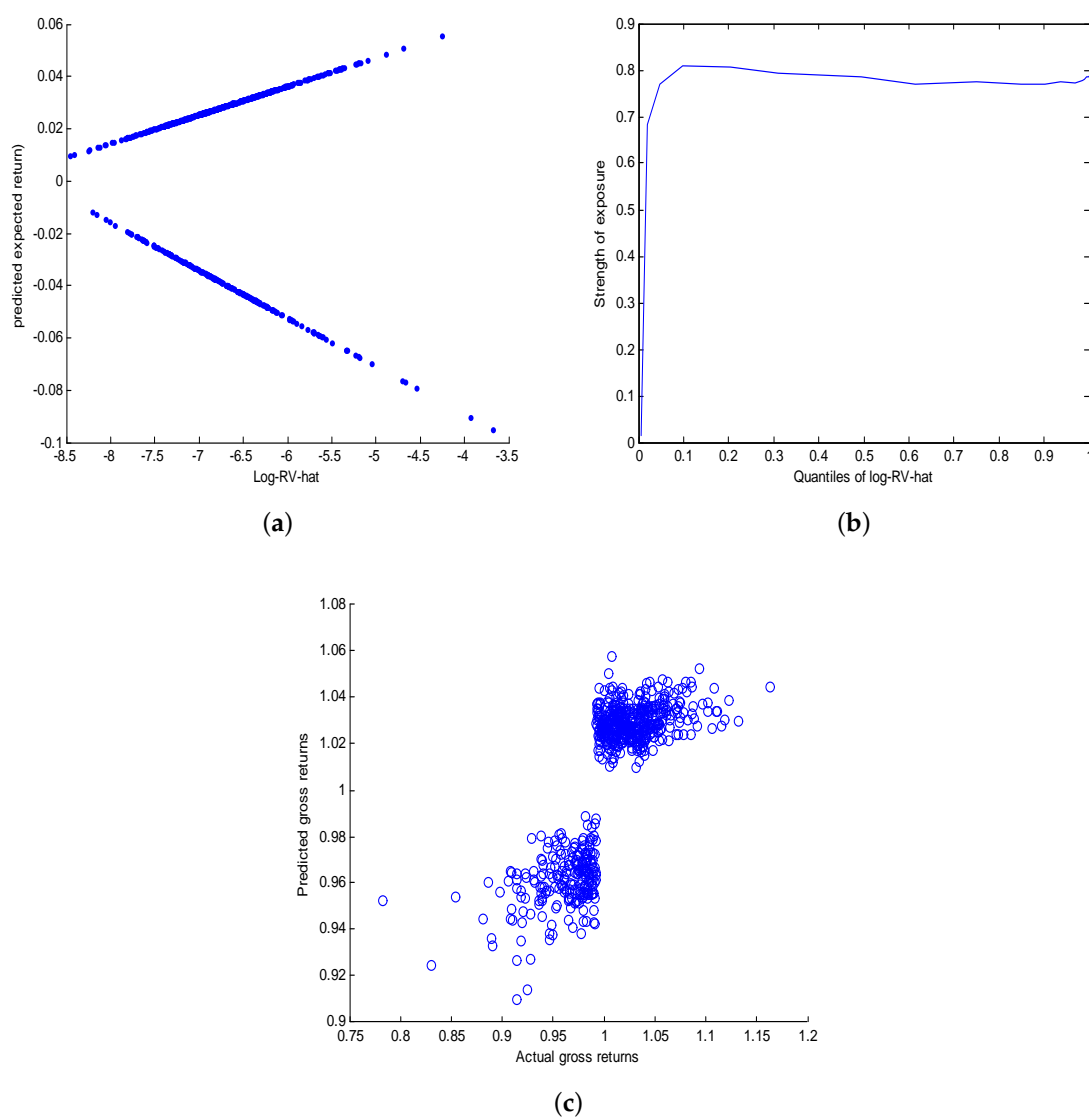 0.06
0.04
0.02
0
-0.02
-0.04
-0.06
-0.08
-0.1
predicted expected return)
-8.5 -8 -7.5 -7 -6.5 -6 -5.5 -5 -4.5 -4 -3.5
Log-RV-hat
(a)
0.9
0.8
0.7
0.6
0.5
0.4
0.3
0.2
0.1
0
Strength of exposure
0 0.1 0.2 0.3 0.4 0.5 0.6 0.7 0.8 0.9 1
Quantiles of log-RV-hat
(b)
1.08
1.06
1.04
1.02
1
0.98
0.96
0.94
0.92
0.9
Predicted gross returns
0.75 0.8 0.85 0.9 0.95 1 1.05 1.1 1.15 1.2
Actual gross returns
(c)